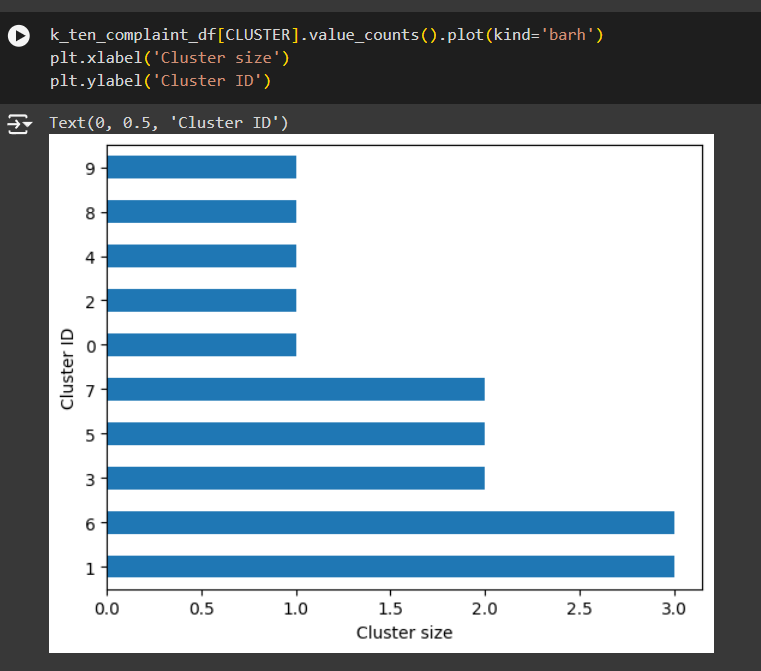 k_ten_complaint_df[CLUSTER].value_counts().plot(kind='barh')
plt.xlabel('Cluster size')
plt.ylabel('Cluster ID')
Text(0, 0.5, 'Cluster ID')
9
8
4
2
0
7
5
3
6
1
Cluster ID
0.0 0.5 1.0 1.5 2.0 2.5 3.0
Cluster size